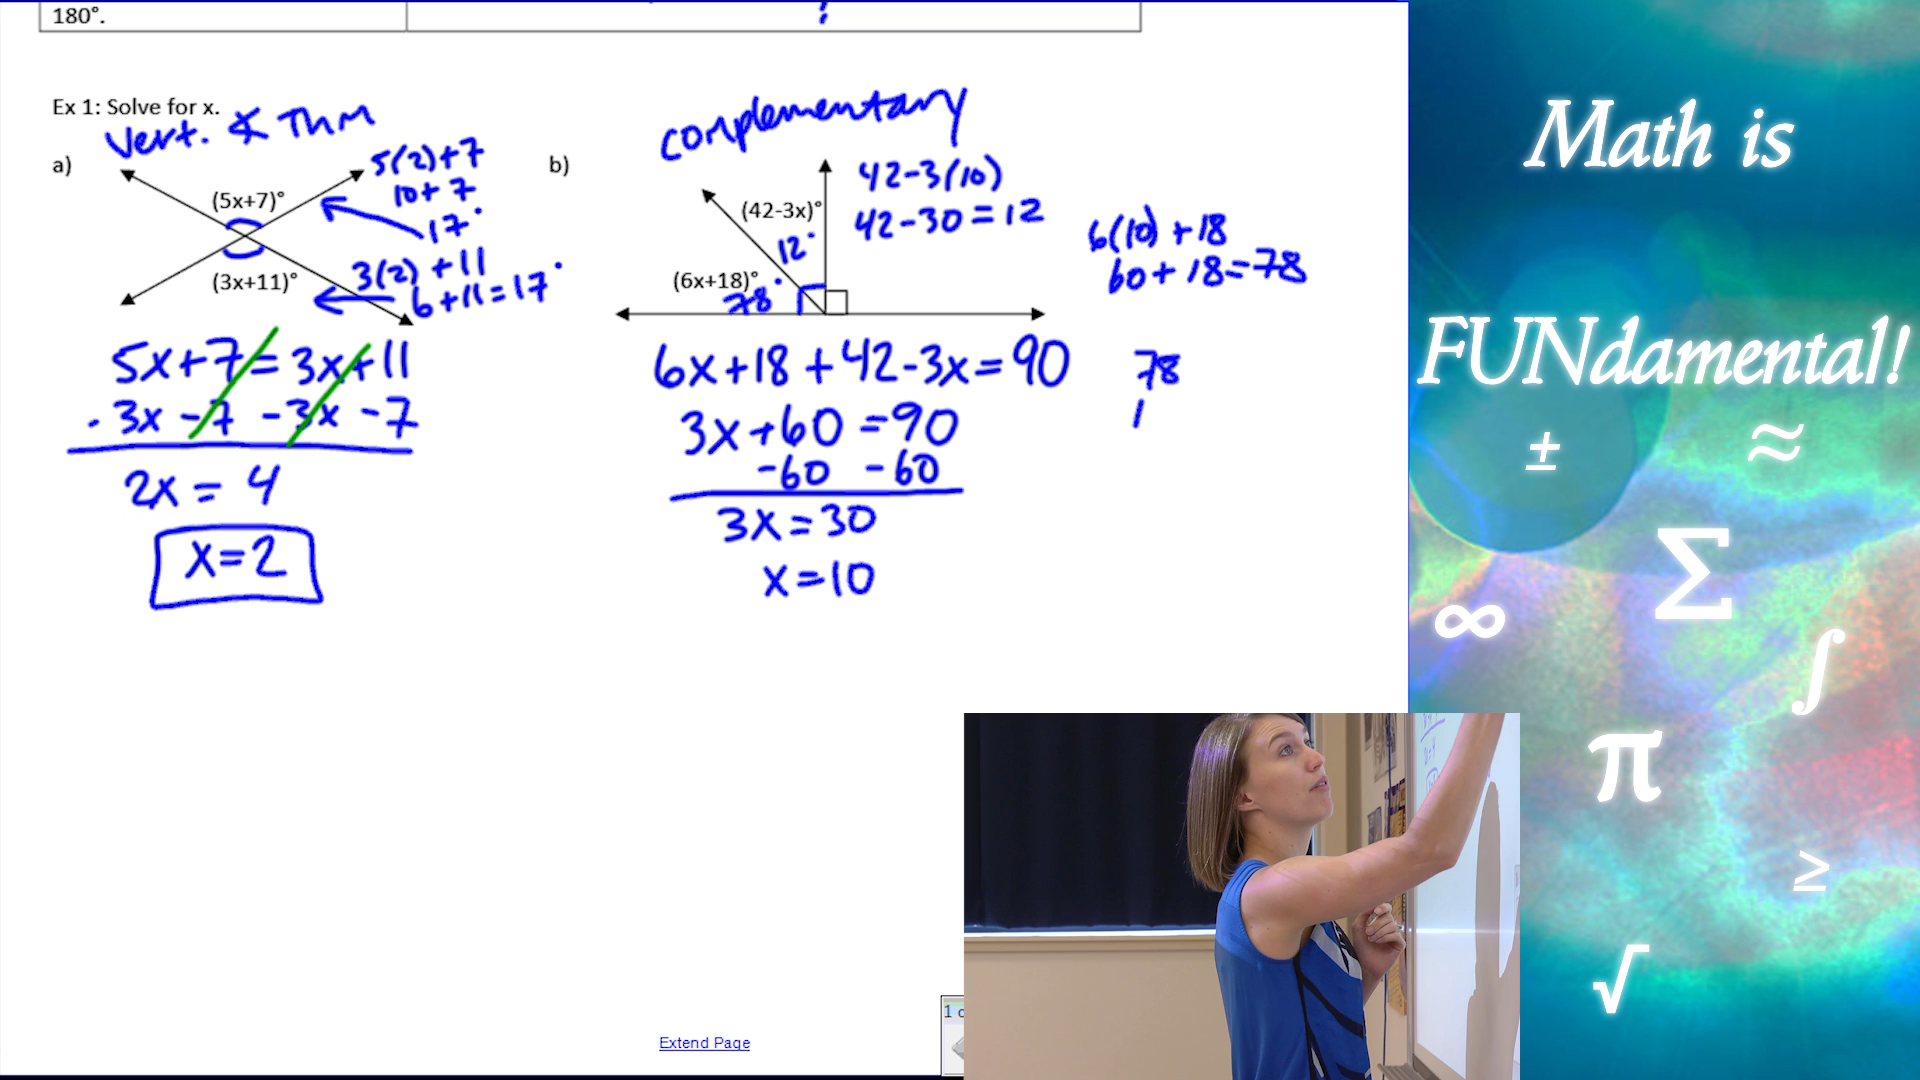 180°.
Ex 1: Solve for x.
Vert. ∢ Thm
complementary
a)
(5x+7)°
5(2)+7
10+7
17°
(3x+11)°
3(2)+11
6+11=17°
5x+7=3x+11
-3x -7 -3x -7
2x = 4
x=2
b)
(42-3x)°
42-3(10)
42-30=12
12°
(6x+18)°
78°
6(10)+18
60+18=78
6x+18+42-3x=90
3x+60=90
-60 -60
3x=30
x=10
78
1
Extend Page
Math is
FUNdamental!
± ≈
Σ
∞
∫
π
≥
√